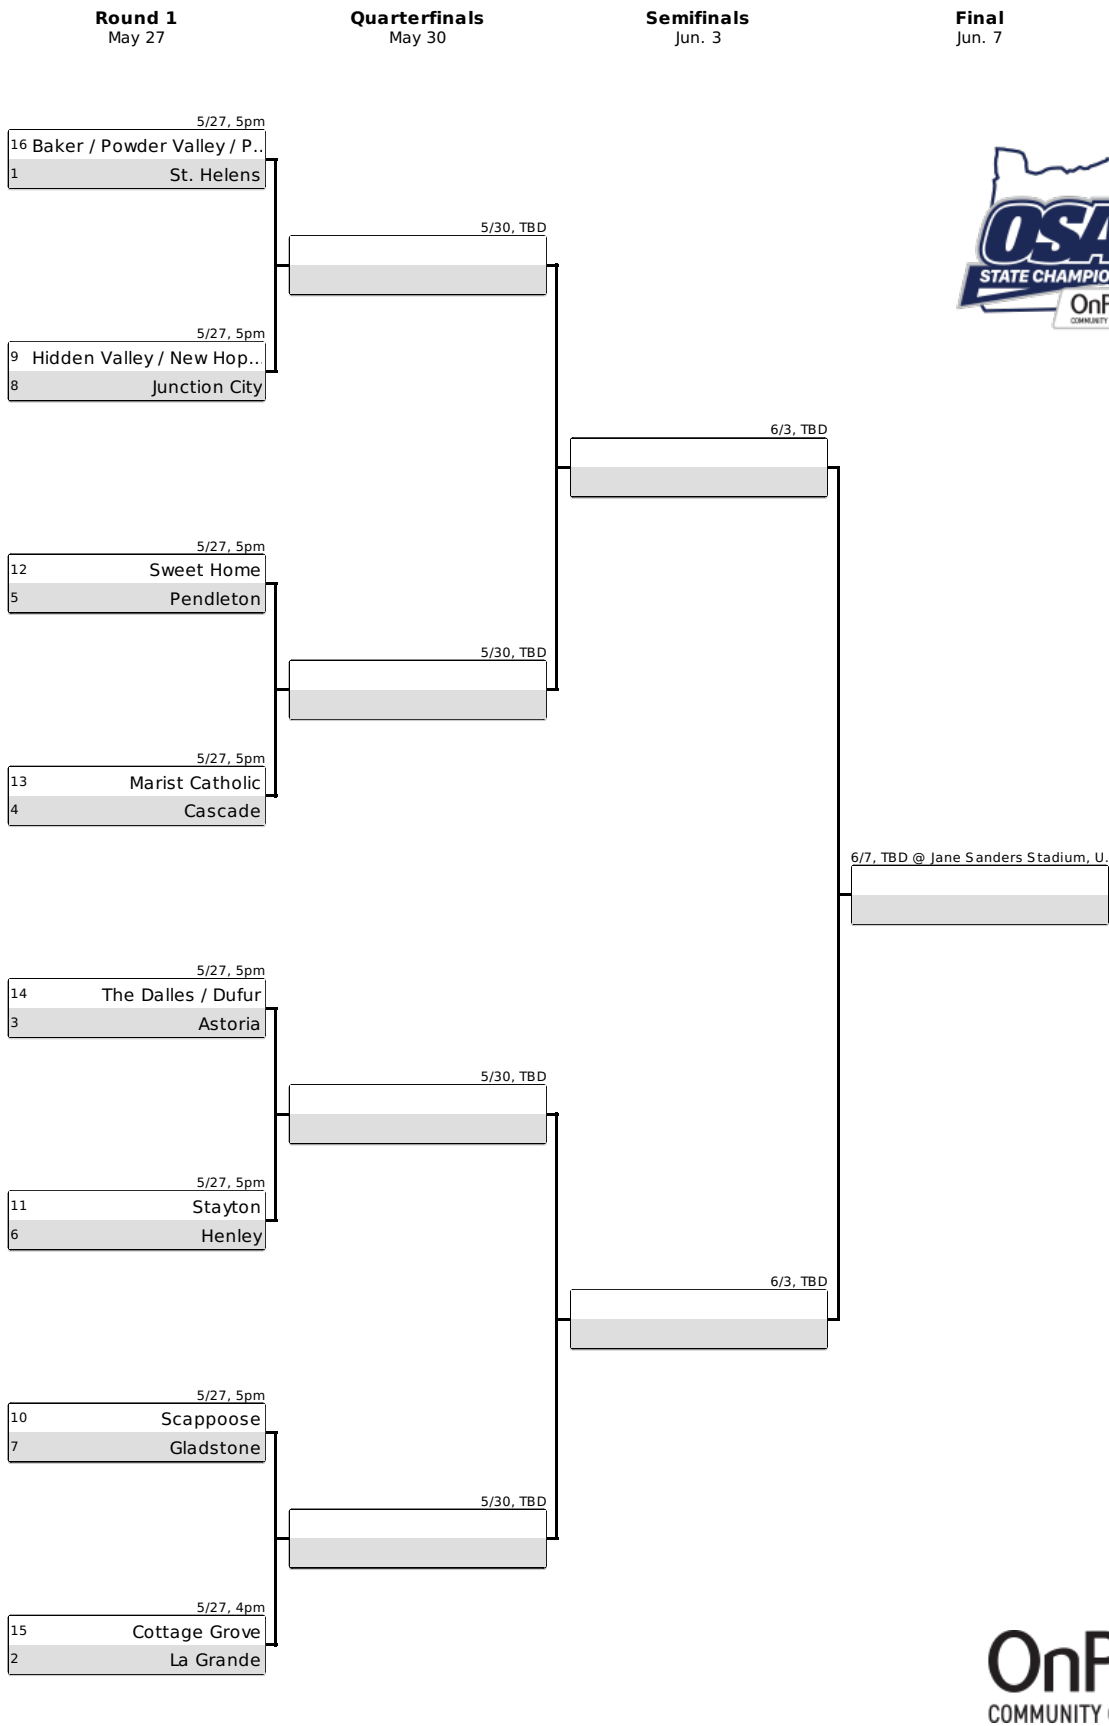 Round 1
May 27
Quarterfinals
May 30
Semifinals
Jun. 3
Final
Jun. 7
5/27, 5pm
16 Baker / Powder Valley / P..
1 St. Helens
5/30, TBD
5/27, 5pm
9 Hidden Valley / New Hop..
8 Junction City
6/3, TBD
5/27, 5pm
12 Sweet Home
5 Pendleton
5/30, TBD
5/27, 5pm
13 Marist Catholic
4 Cascade
6/7, TBD @ Jane Sanders Stadium, U.
5/27, 5pm
14 The Dalles / Dufur
3 Astoria
5/30, TBD
5/27, 5pm
11 Stayton
6 Henley
6/3, TBD
5/27, 5pm
10 Scappoose
7 Gladstone
5/30, TBD
5/27, 4pm
15 Cottage Grove
2 La Grande
OSA
STATE CHAMPIO
OnP
COMMUNITY
OnP
COMMUNITY